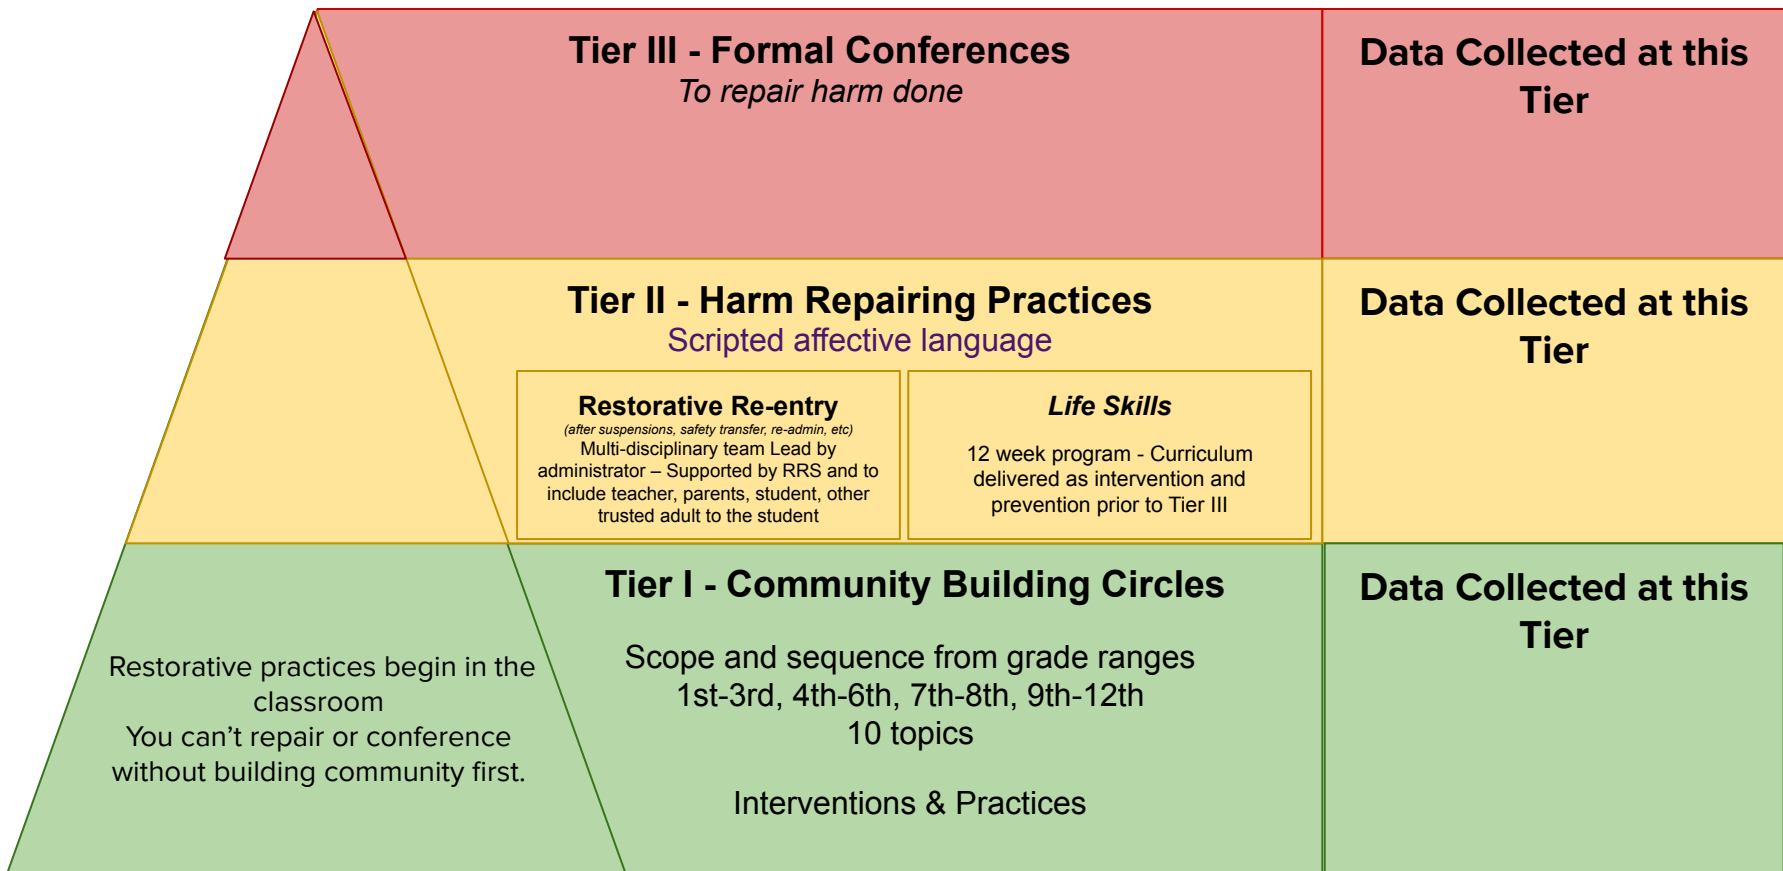 Tier III - Formal Conferences
To repair harm done
Data Collected at this
Tier
Tier II - Harm Repairing Practices
Scripted affective language
Restorative Re-entry
(after suspensions, safety transfer, re-admin, etc)
Multi-disciplinary team Lead by
administrator – Supported by RRS and to
include teacher, parents, student, other
trusted adult to the student
Life Skills
12 week program - Curriculum
delivered as intervention and
prevention prior to Tier III
Data Collected at this
Tier
Restorative practices begin in the
classroom
You can’t repair or conference
without building community first.
Tier I - Community Building Circles
Scope and sequence from grade ranges
1st-3rd, 4th-6th, 7th-8th, 9th-12th
10 topics
Interventions & Practices
Data Collected at this
Tier